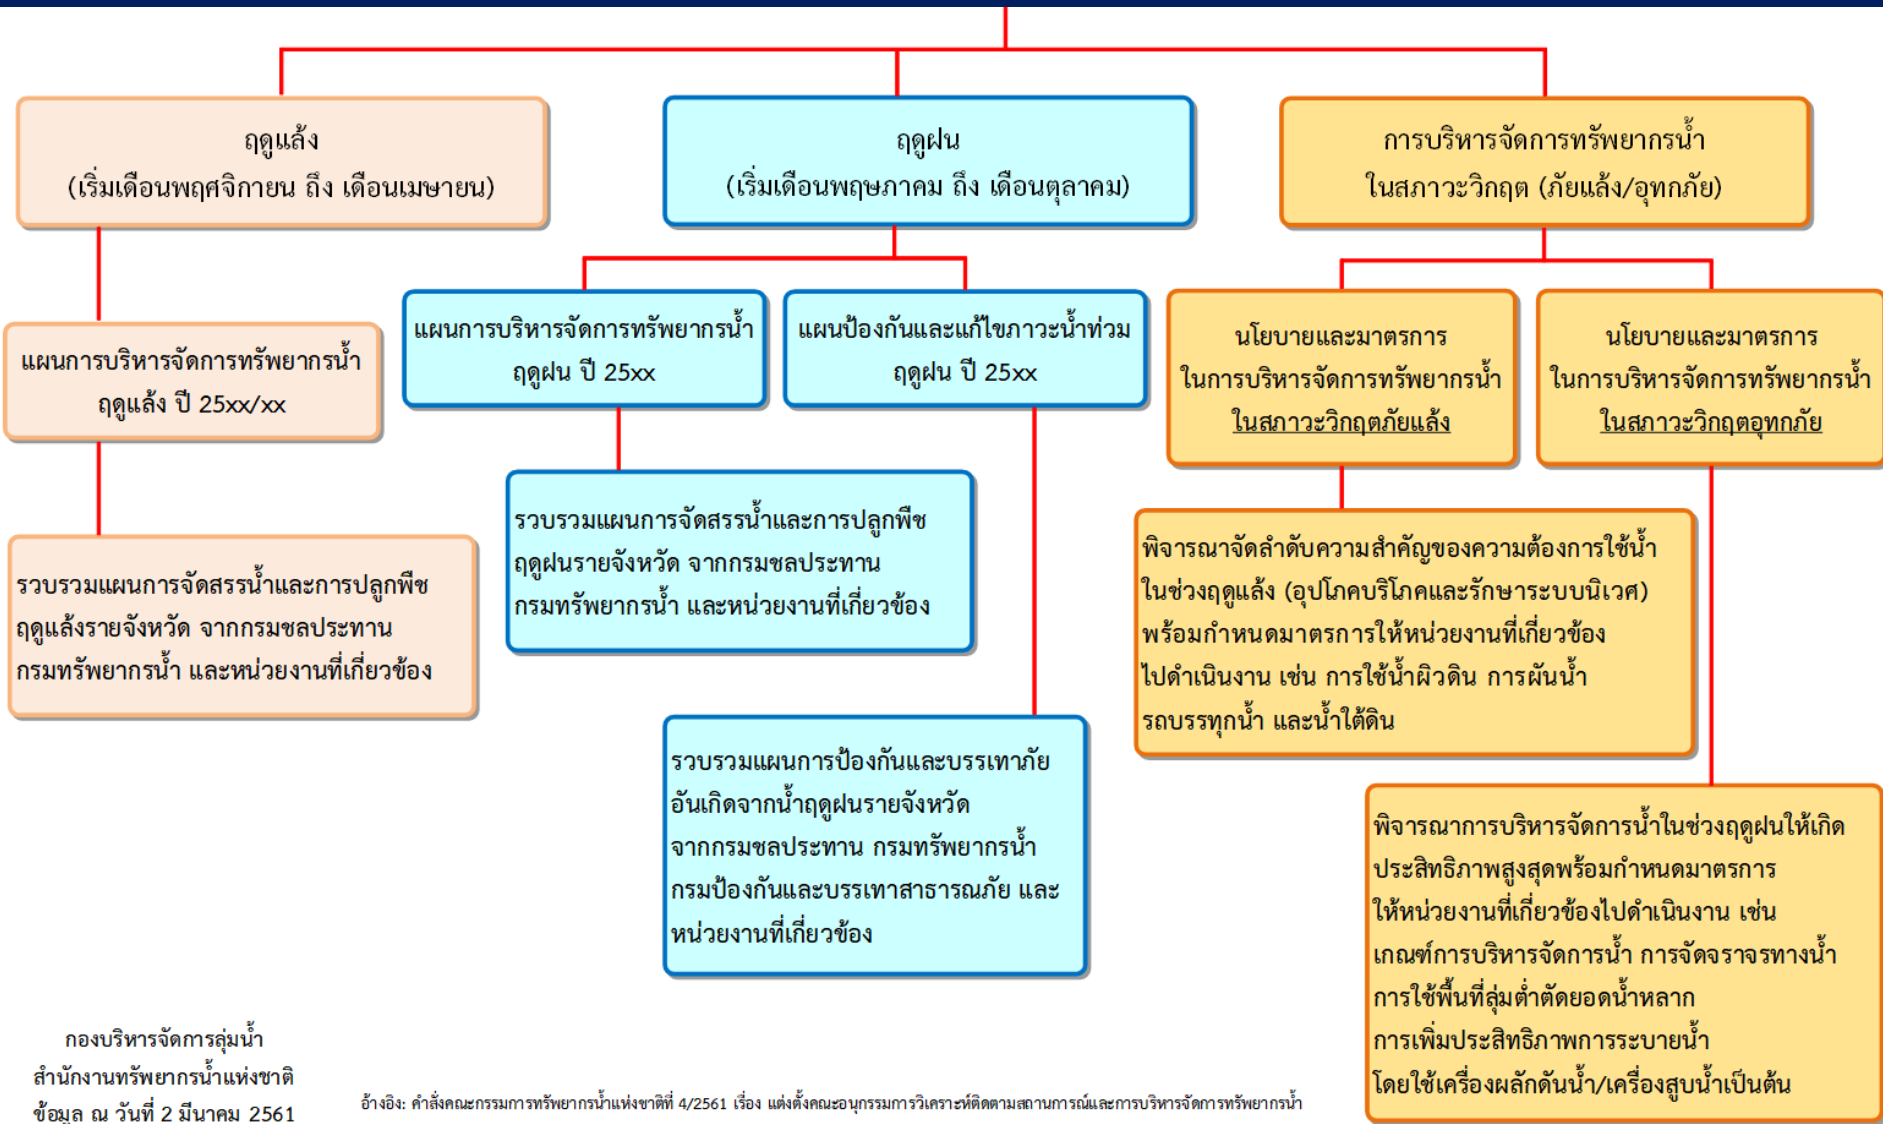 ฤดูแล้ง
(เริ่มเดือนพฤศจิกายน ถึง เดือนเมษายน)
ฤดูฝน
(เริ่มเดือนพฤษภาคม ถึง เดือนตุลาคม)
การบริหารจัดการทรัพยากรน้ำ
ในสภาวะวิกฤต (ภัยแล้ง/อุทกภัย)
แผนการบริหารจัดการทรัพยากรน้ำ
ฤดูแล้ง ปี 25xx/xx
แผนการบริหารจัดการทรัพยากรน้ำ
ฤดูฝน ปี 25xx
แผนป้องกันและแก้ไขภาวะน้ำท่วม
ฤดูฝน ปี 25xx
นโยบายและมาตรการ
ในการบริหารจัดการทรัพยากรน้ำ
ในสภาวะวิกฤตภัยแล้ง
นโยบายและมาตรการ
ในการบริหารจัดการทรัพยากรน้ำ
ในสภาวะวิกฤตอุทกภัย
รวบรวมแผนการจัดสรรน้ำและการปลูกพืช
ฤดูแล้งรายจังหวัด จากกรมชลประทาน
กรมทรัพยากรน้ำ และหน่วยงานที่เกี่ยวข้อง
รวบรวมแผนการจัดสรรน้ำและการปลูกพืช
ฤดูฝนรายจังหวัด จากกรมชลประทาน
กรมทรัพยากรน้ำ และหน่วยงานที่เกี่ยวข้อง
รวบรวมแผนการป้องกันและบรรเทาภัย
อันเกิดจากน้ำฤดูฝนรายจังหวัด
จากกรมชลประทาน กรมทรัพยากรน้ำ
กรมป้องกันและบรรเทาสาธารณภัย และ
หน่วยงานที่เกี่ยวข้อง
พิจารณาจัดลำดับความสำคัญของความต้องการใช้น้ำ
ในช่วงฤดูแล้ง (อุปโภคบริโภคและรักษาระบบนิเวศ)
พร้อมกำหนดมาตรการให้หน่วยงานที่เกี่ยวข้อง
ไปดำเนินงาน เช่น การใช้น้ำผิวดิน การผันน้ำ
รถบรรทุกน้ำ และน้ำใต้ดิน
พิจารณาการบริหารจัดการน้ำในช่วงฤดูฝนให้เกิด
ประสิทธิภาพสูงสุดพร้อมกำหนดมาตรการ
ให้หน่วยงานที่เกี่ยวข้องไปดำเนินงาน เช่น
เกณฑ์การบริหารจัดการน้ำ การจัดจราจรทางน้ำ
การใช้พื้นที่ลุ่มต่ำตัดยอดน้ำหลาก
การเพิ่มประสิทธิภาพการระบายน้ำ
โดยใช้เครื่องผลักดันน้ำ/เครื่องสูบน้ำเป็นต้น
กองบริหารจัดการลุ่มน้ำ
สำนักงานทรัพยากรน้ำแห่งชาติ
ข้อมูล ณ วันที่ 2 มีนาคม 2561
อ้างอิง: คำสั่งคณะกรรมการทรัพยากรน้ำแห่งชาติที่ 4/2561 เรื่อง แต่งตั้งคณะอนุกรรมการวิเคราะห์ติดตามสถานการณ์และการบริหารจัดการทรัพยากรน้ำ